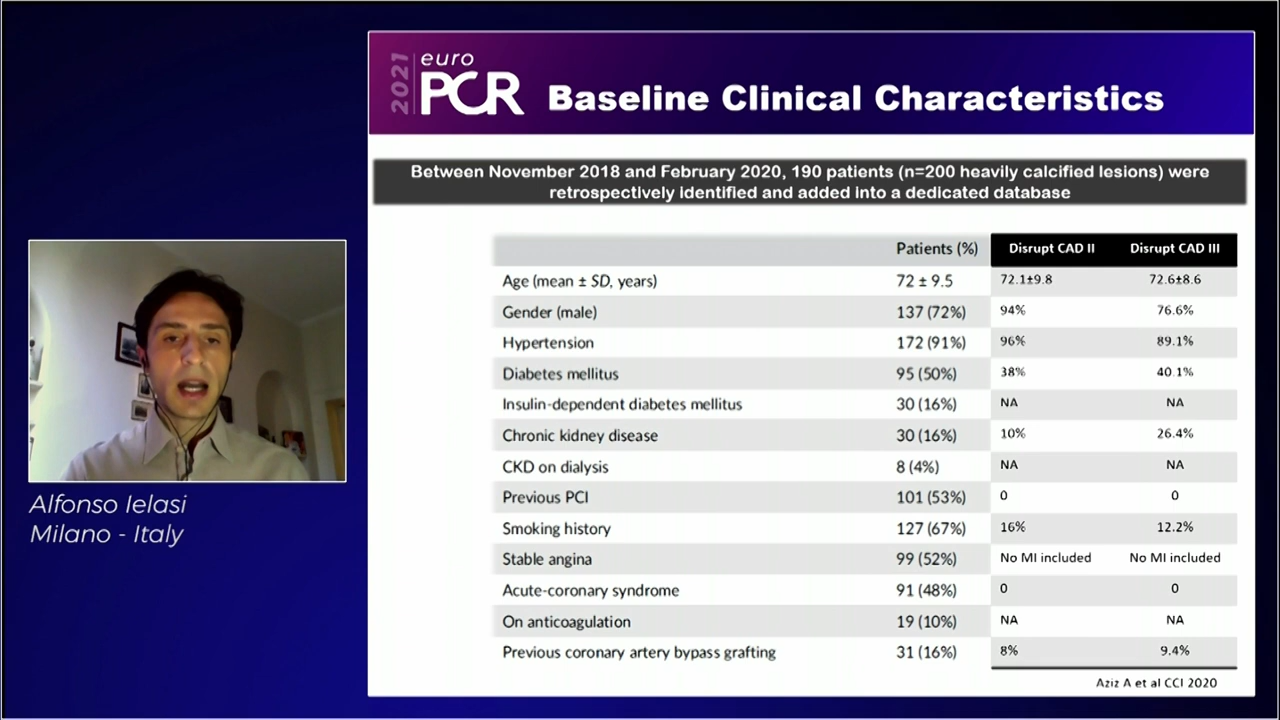 2021
euro
PCR
Baseline Clinical Characteristics
Between November 2018 and February 2020, 190 patients (n=200 heavily calcified lesions) were
retrospectively identified and added into a dedicated database
Patients (%) Disrupt CAD II Disrupt CAD III
Age (mean ± SD, years) 72 ± 9.5 72.1±9.8 72.6±8.6
Gender (male) 137 (72%) 94% 76.6%
Hypertension 172 (91%) 96% 89.1%
Diabetes mellitus 95 (50%) 38% 40.1%
Insulin-dependent diabetes mellitus 30 (16%) NA NA
Chronic kidney disease 30 (16%) 10% 26.4%
CKD on dialysis 8 (4%) NA NA
Previous PCI 101 (53%) 0 0
Smoking history 127 (67%) 16% 12.2%
Stable angina 99 (52%) No MI included No MI included
Acute-coronary syndrome 91 (48%) 0 0
On anticoagulation 19 (10%) NA NA
Previous coronary artery bypass grafting 31 (16%) 8% 9.4%
Aziz A et al CCI 2020
Alfonso Ielasi
Milano - Italy